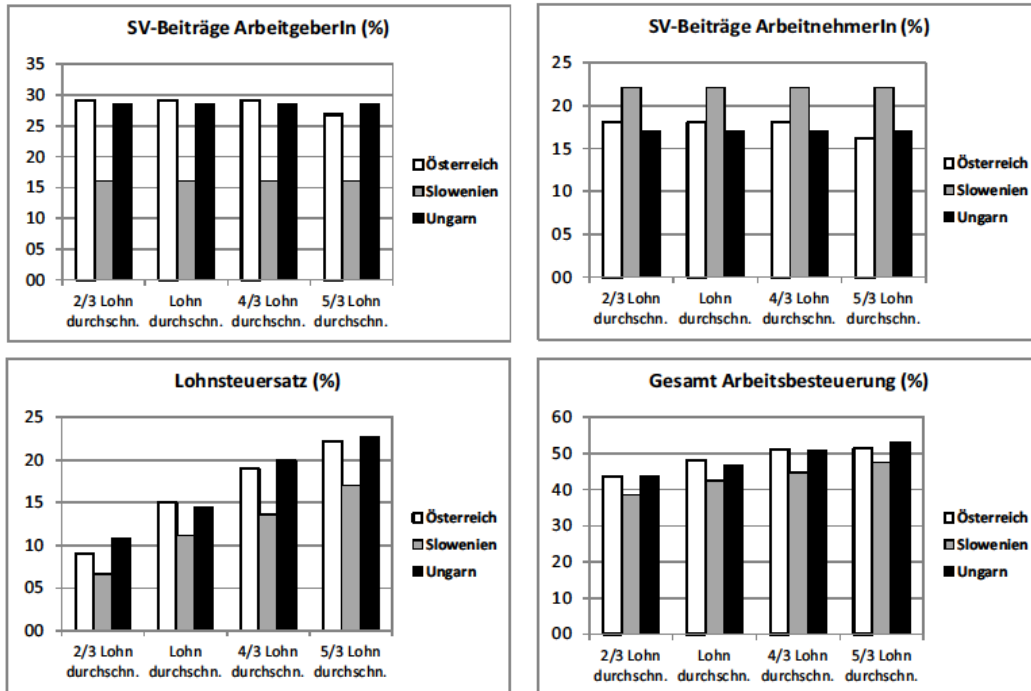 SV-Beiträge ArbeitgeberIn (%)
35
30
25
20
15
10
05
00
2/3 Lohn durchschn.
Lohn durchschn.
4/3 Lohn durchschn.
5/3 Lohn durchschn.
Österreich
Slowenien
Ungarn
SV-Beiträge ArbeitnehmerIn (%)
25
20
15
10
05
00
2/3 Lohn durchschn.
Lohn durchschn.
4/3 Lohn durchschn.
5/3 Lohn durchschn.
Österreich
Slowenien
Ungarn
Lohnsteuersatz (%)
25
20
15
10
05
00
2/3 Lohn durchschn.
Lohn durchschn.
4/3 Lohn durchschn.
5/3 Lohn durchschn.
Österreich
Slowenien
Ungarn
Gesamt Arbeitsbesteuerung (%)
60
50
40
30
20
10
00
2/3 Lohn durchschn.
Lohn durchschn.
4/3 Lohn durchschn.
5/3 Lohn durchschn.
Österreich
Slowenien
Ungarn